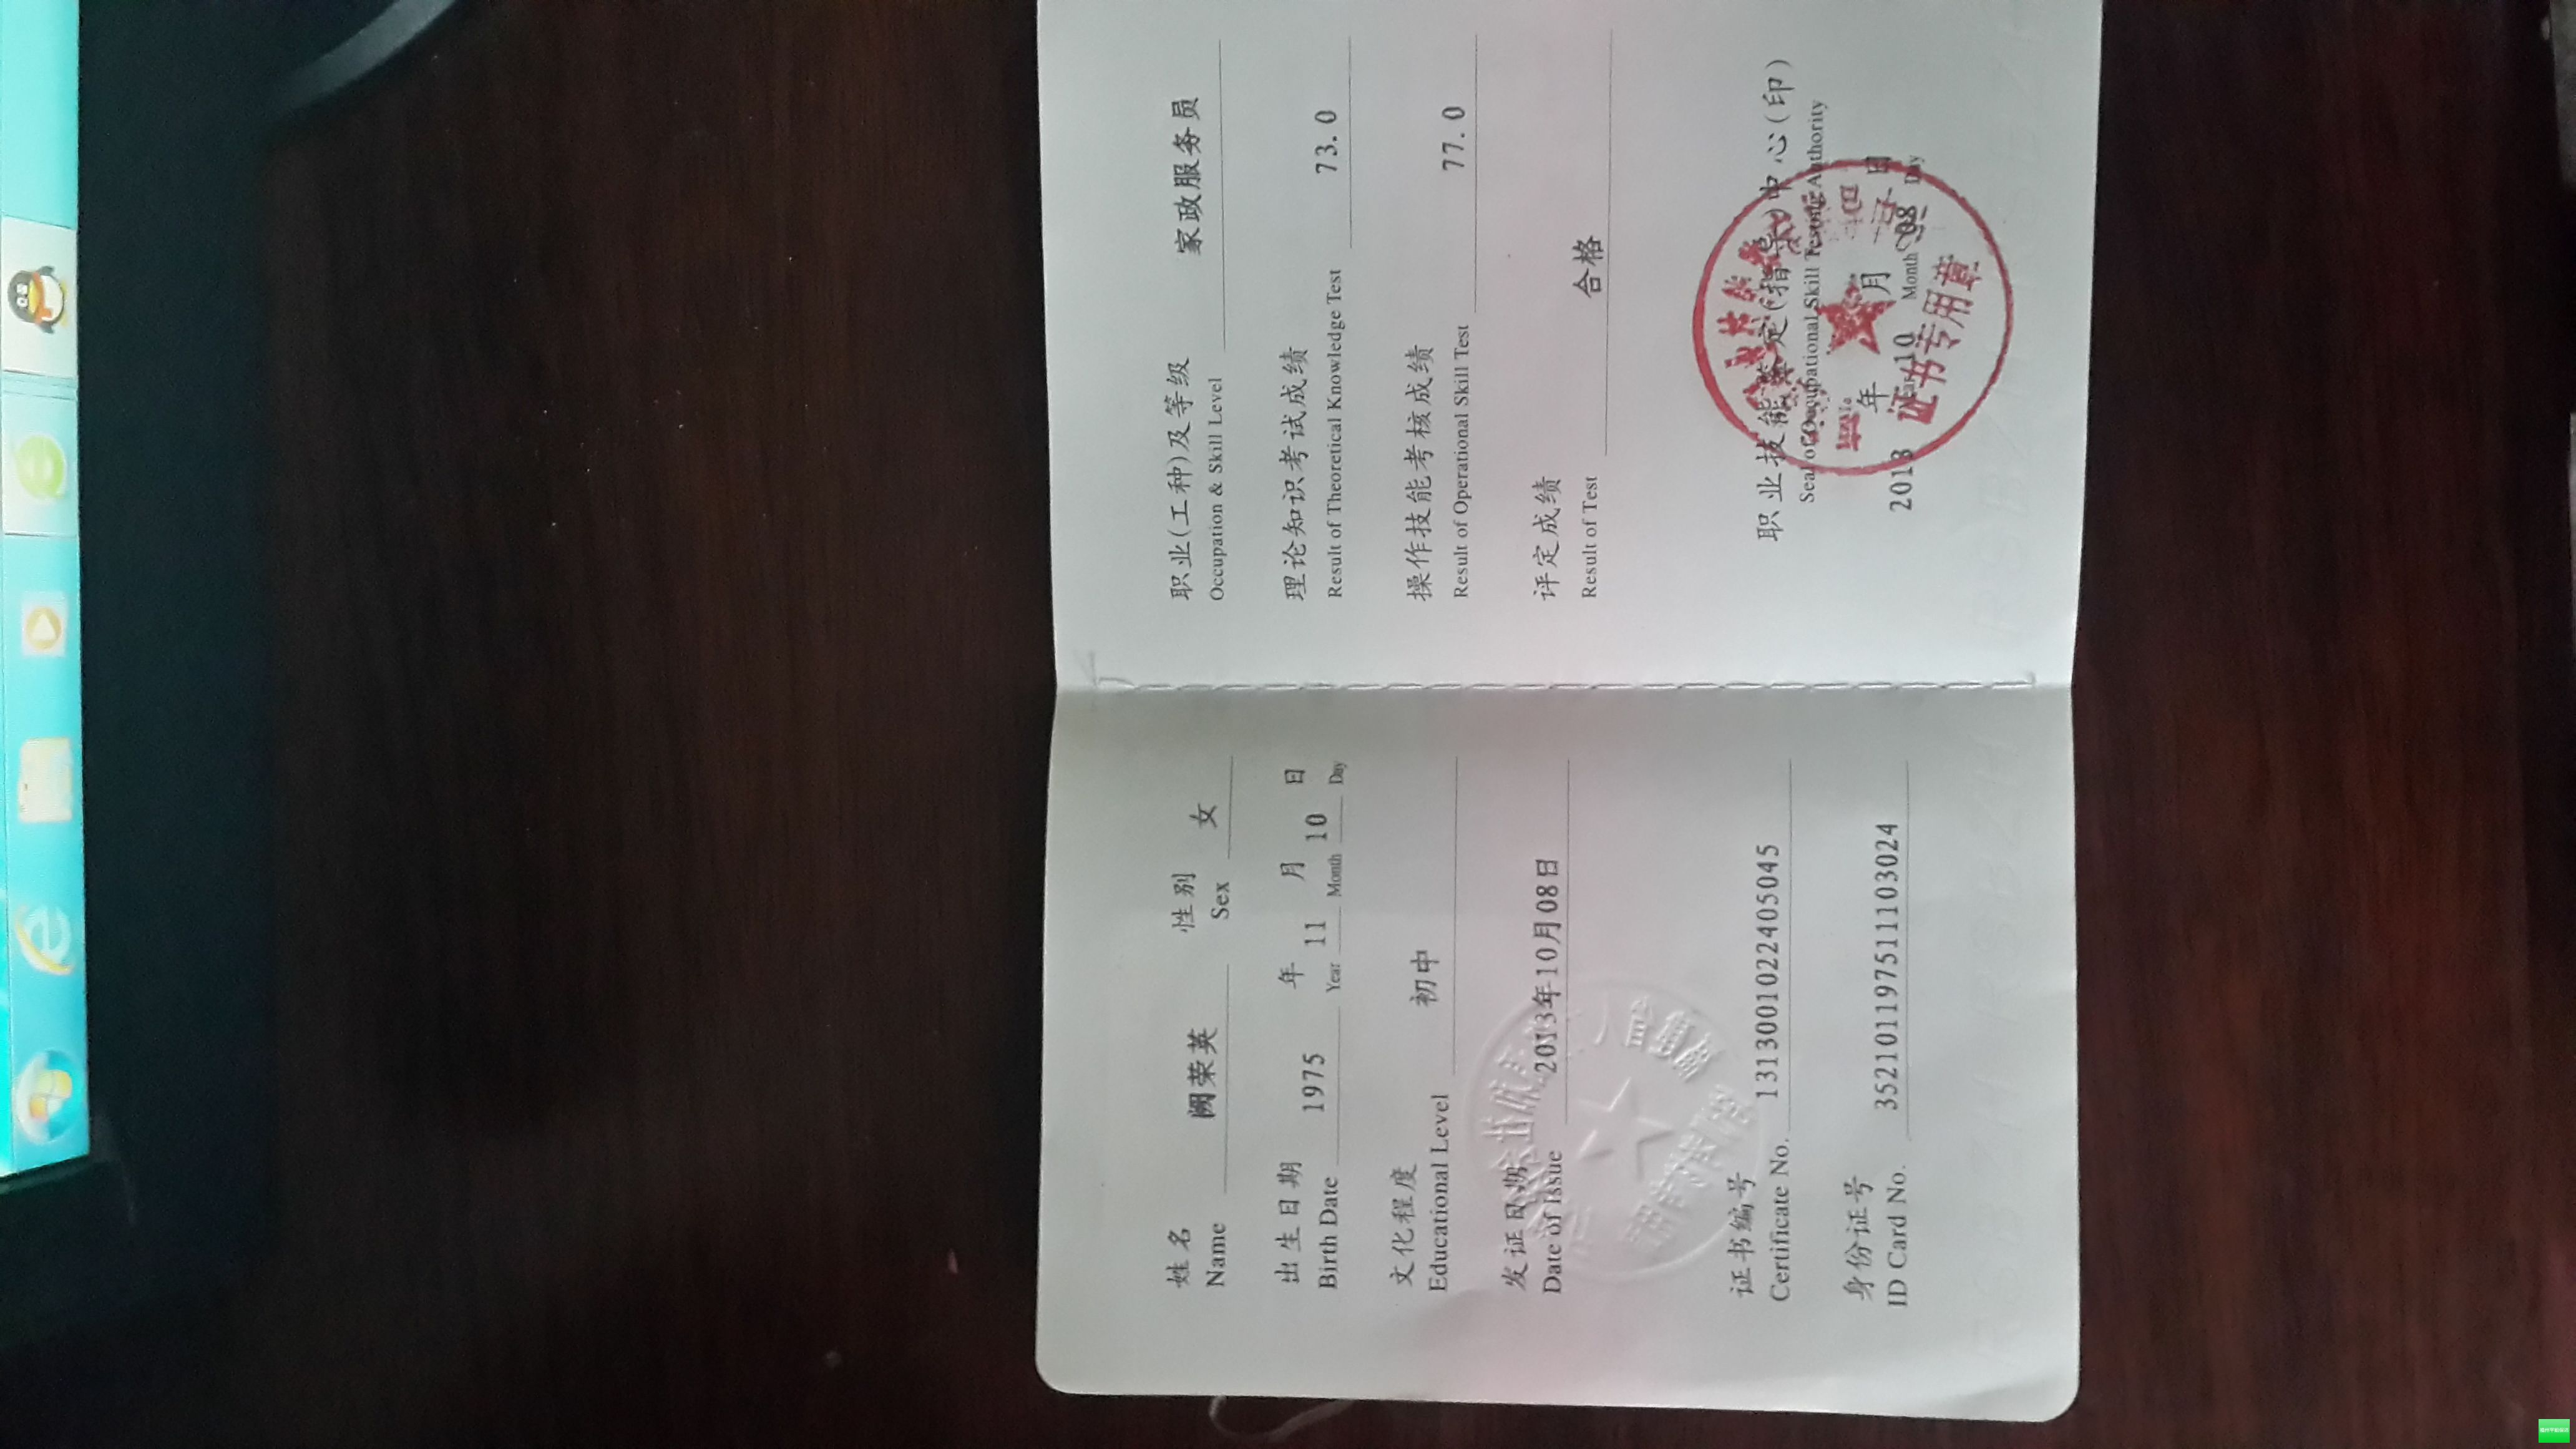 姓名 阙荣英 性别 女
Name Sex
出生日期 1975 年 11 月 10 日
Birth Date Year Month Day
文化程度 初中
Educational Level
发证日期 2013年10月08日
Date of Issue
证书编号 1313001022405045
Certificate No.
身份证号 352101197511103024
ID Card No.
职业(工种)及等级 家政服务员
Occupation & Skill Level
理论知识考试成绩 73.0
Result of Theoretical Knowledge Test
操作技能考核成绩 77.0
Result of Operational Skill Test
评定成绩 合格
Result of Test
职业技能鉴定(指导)中心(印)
Seal of Occupational Skill Testing Authority
2013 年 10 月 08 日
Year Month Day
证书专用章